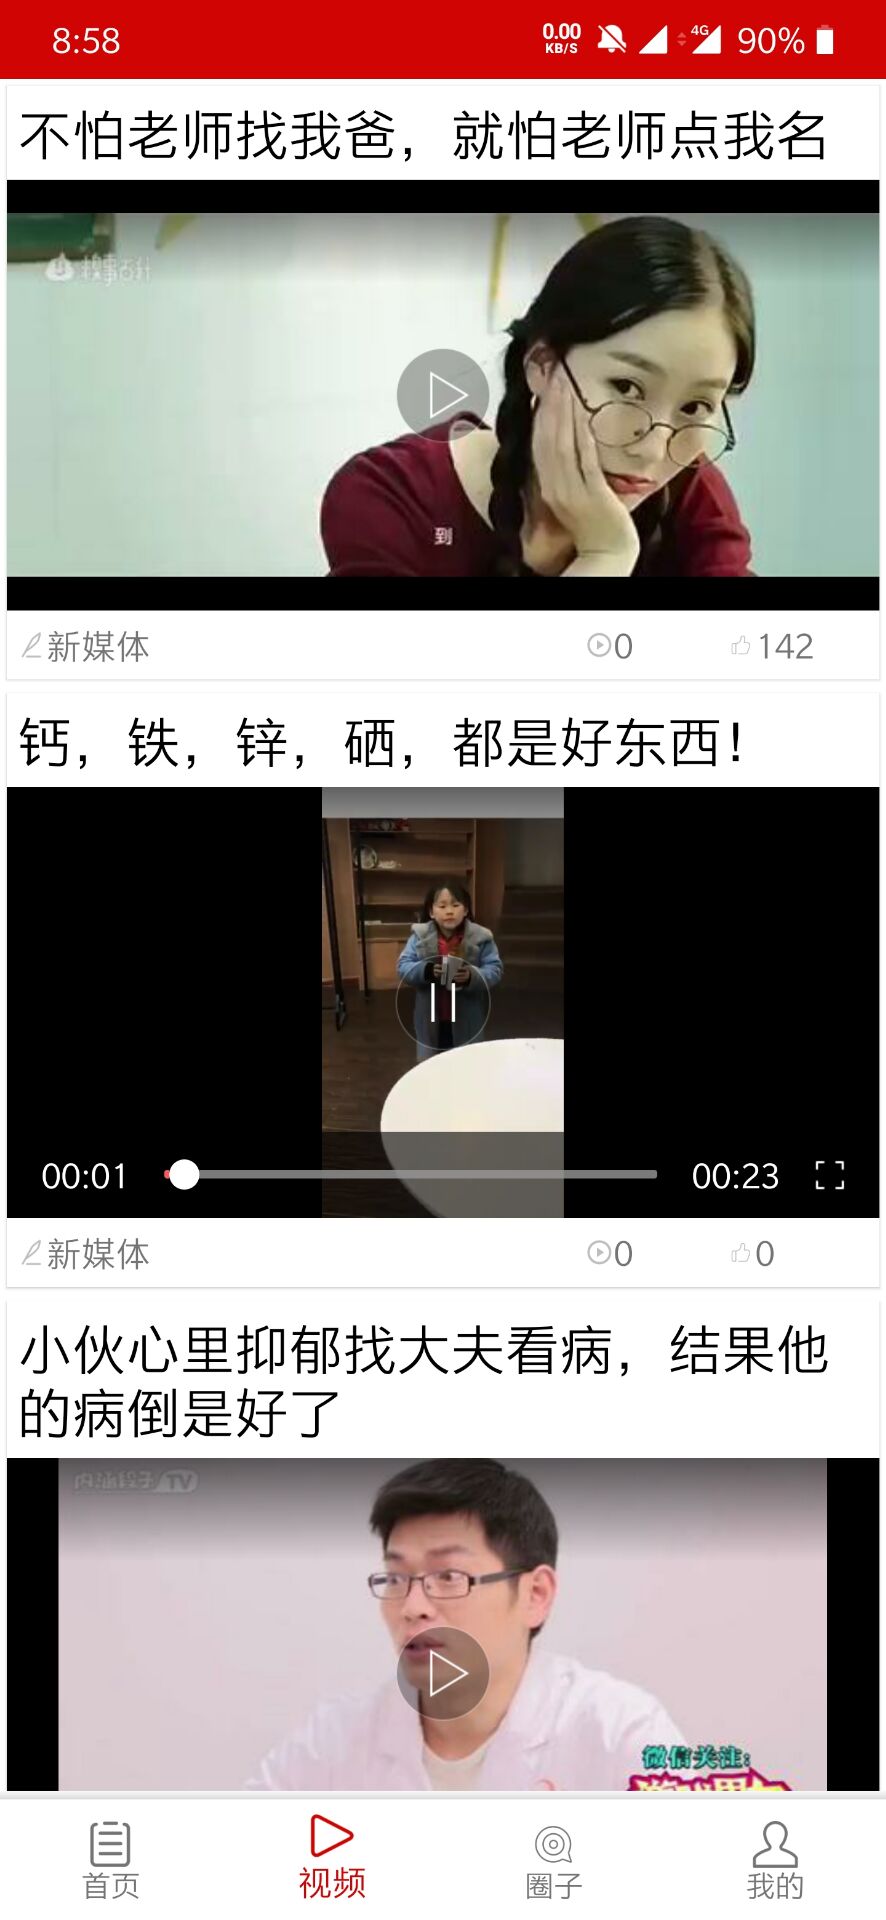 8:58
0.00
KB/S
4G
90%
不怕老师找我爸，就怕老师点我名
糗事百科
到
新媒体
0
142
钙，铁，锌，硒，都是好东西！
00:01
00:23
新媒体
0
0
小伙心里抑郁找大夫看病，结果他
的病倒是好了
内涵段子TV
微信关注：
首页
视频
圈子
我的